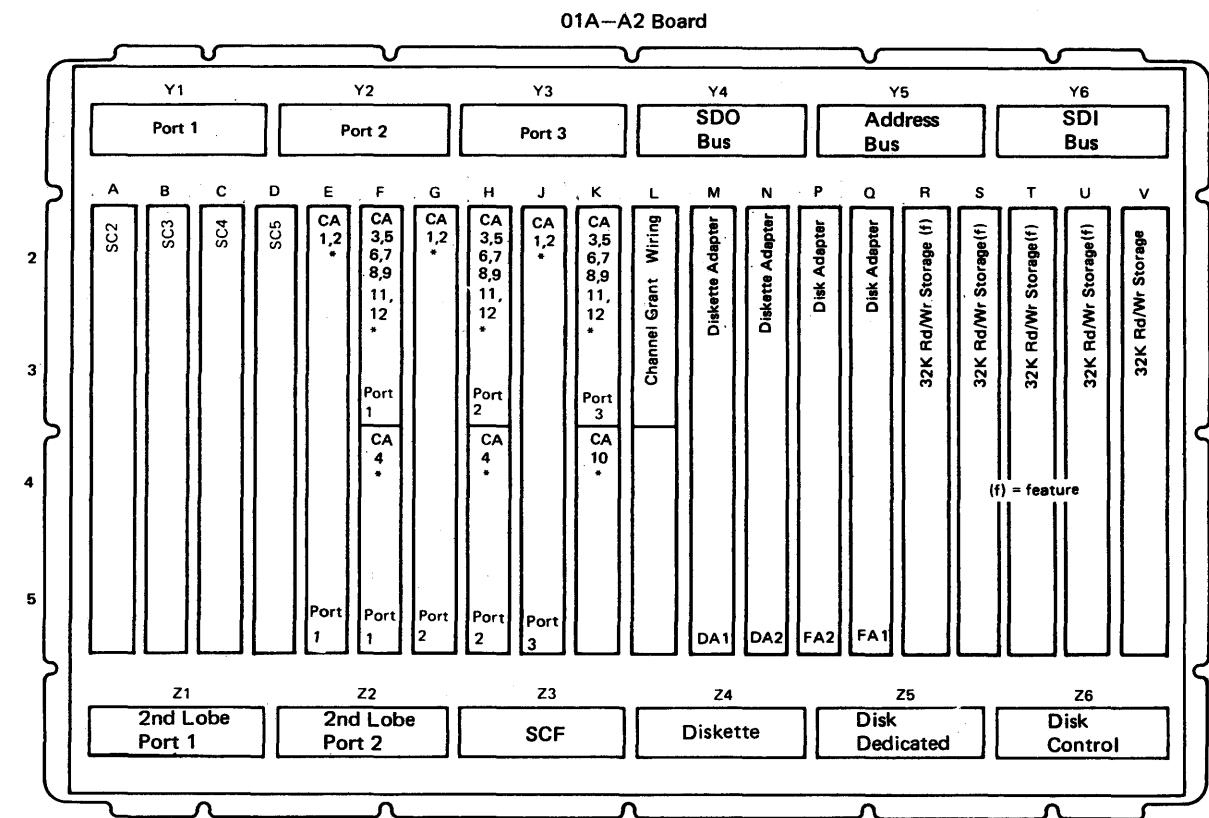 01A—A2 Board
Y1 Y2 Y3 Y4 Y5 Y6
Port 1
Port 2
Port 3
SDO
Bus
Address
Bus
SDI
Bus
A B C D E F G H J K L M N P Q R S T U V
2
3
4
5
SC2
SC3
SC4
SC5
CA
1,2
*
Port
1
CA
3,5
6,7
8,9
11,
12
*
Port
1
CA
4
*
Port
1
CA
1,2
*
Port
2
CA
3,5
6,7
8,9
11,
12
*
Port
2
CA
4
*
Port
2
CA
1,2
*
Port
3
CA
3,5
6,7
8,9
11,
12
*
Port
3
CA
10
*
Channel Grant Wiring
Diskette Adapter
DA1
Diskette Adapter
DA2
Disk Adapter
FA2
Disk Adapter
FA1
32K Rd/Wr Storage (f)
32K Rd/Wr Storage(f)
32K Rd/Wr Storage(f)
32K Rd/Wr Storage(f)
32K Rd/Wr Storage
(f) = feature
Z1 Z2 Z3 Z4 Z5 Z6
2nd Lobe
Port 1
2nd Lobe
Port 2
SCF
Diskette
Disk
Dedicated
Disk
Control